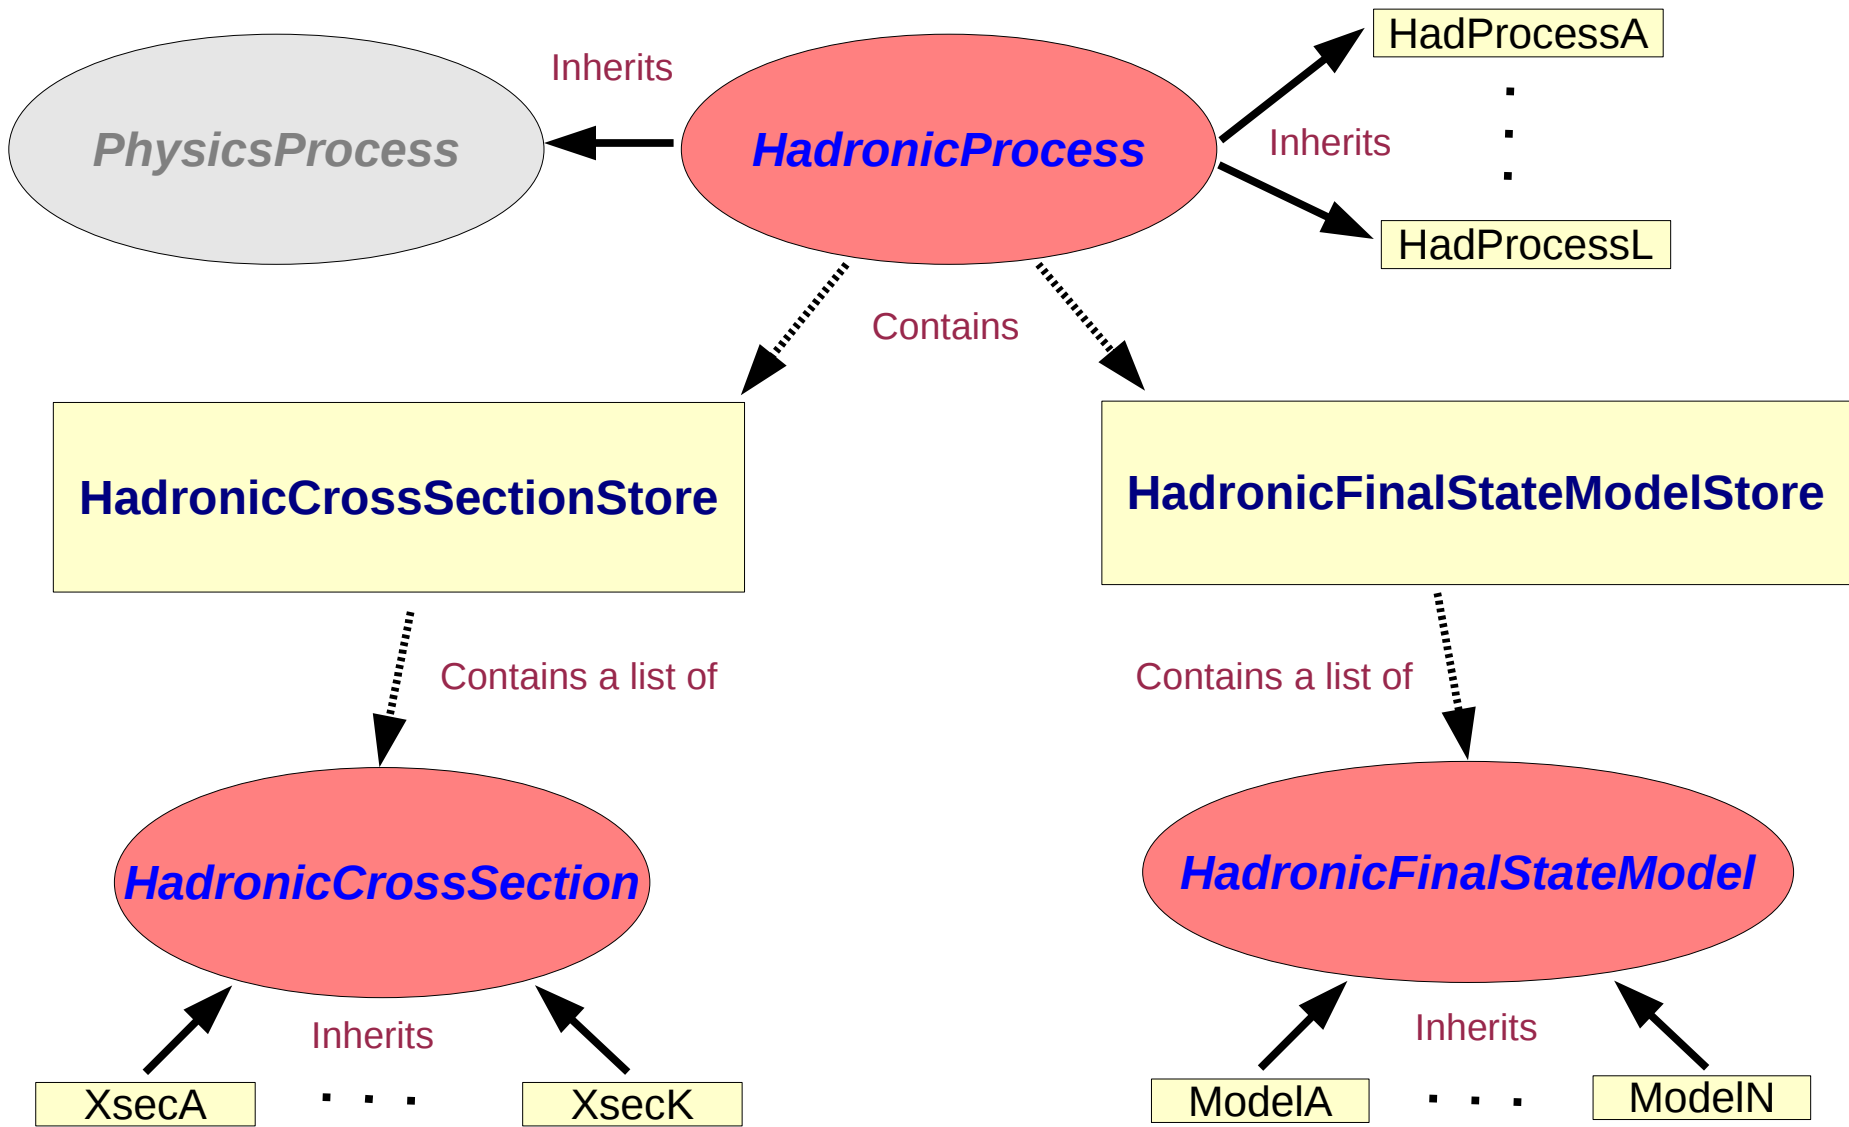 HadProcessA
Inherits
PhysicsProcess
HadronicProcess
Inherits
HadProcessL
Contains
HadronicCrossSectionStore
HadronicFinalStateModelStore
Contains a list of
Contains a list of
HadronicCrossSection
HadronicFinalStateModel
Inherits
Inherits
XsecA
. . .
XsecK
ModelA
. . .
ModelN